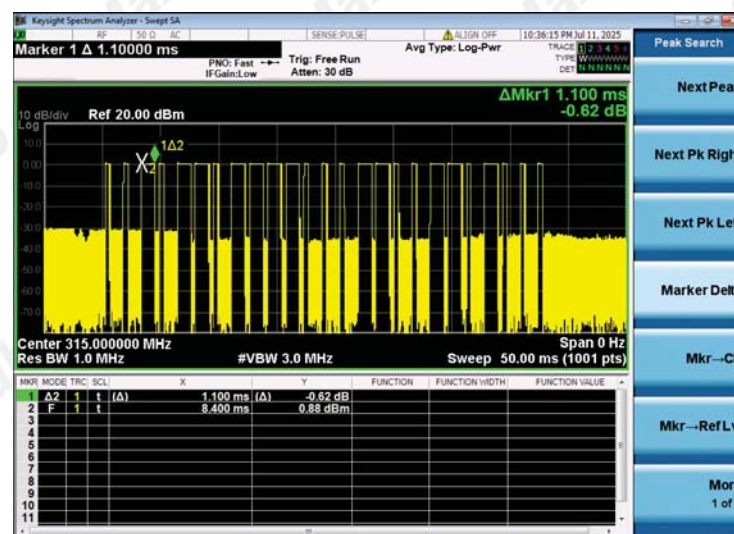 Keysight Spectrum Analyzer - Swept SA
RF 50 Ω AC SENSE:PULSE ALIGN OFF 10:36:15 PM Jul 11, 2025
Marker 1 Δ 1.10000 ms
PNO: Fast
IFGain:Low
Trig: Free Run
Atten: 30 dB
Avg Type: Log-Pwr
TRACE 1 2 3 4 5 6
TYPE WWWWWW
DET N N N N N N
ΔMkr1 1.100 ms
-0.62 dB
10 dB/div Ref 20.00 dBm
Log
10.0
0.00
-10.0
-20.0
-30.0
-40.0
-50.0
-60.0
-70.0
1Δ2
2
Center 315.000000 MHz
Span 0 Hz
Res BW 1.0 MHz #VBW 3.0 MHz Sweep 50.00 ms (1001 pts)
MKR MODE TRC SCL X Y FUNCTION FUNCTION WIDTH FUNCTION VALUE
1 Δ2 1 t (Δ) 1.100 ms (Δ) -0.62 dB
2 F 1 t 8.400 ms 0.88 dBm
3
4
5
6
7
8
9
10
11
Peak Search
Next Pea
Next Pk Righ
Next Pk Lef
Marker Delt
Mkr→C
Mkr→Ref Lv
Mor
1 of